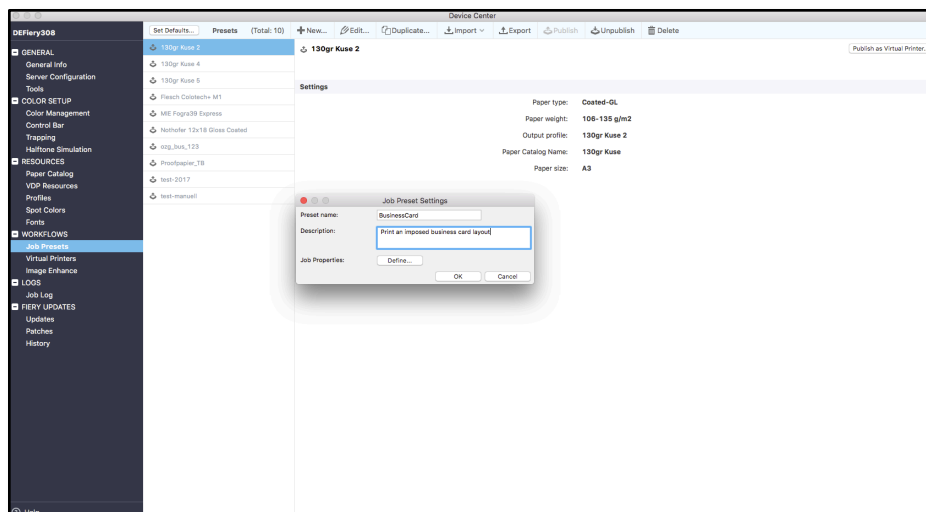 Device Center
DEFiery308
Set Defaults... Presets (Total: 10)
New... Edit... Duplicate... Import Export Publish Unpublish Delete
GENERAL
General Info
Server Configuration
Tools
COLOR SETUP
Color Management
Control Bar
Trapping
Halftone Simulation
RESOURCES
Paper Catalog
VDP Resources
Profiles
Spot Colors
Fonts
WORKFLOWS
Job Presets
Virtual Printers
Image Enhance
LOGS
Job Log
FIERY UPDATES
Updates
Patches
History
130gr Kuse 2
130gr Kuse 4
130gr Kuse 5
Flesch Colotech+ M1
MIE Fogra39 Express
Nothofer 12x18 Gloss Coated
ozg_bus_123
Proofpapier_TB
test-2017
test-manuell
130gr Kuse 2
Publish as Virtual Printer.
Settings
Paper type: Coated-GL
Paper weight: 106-135 g/m2
Output profile: 130gr Kuse 2
Paper Catalog Name: 130gr Kuse
Paper size: A3
Job Preset Settings
Preset name: BusinessCard
Description: Print an imposed business card layout
Job Properties: Define...
OK Cancel